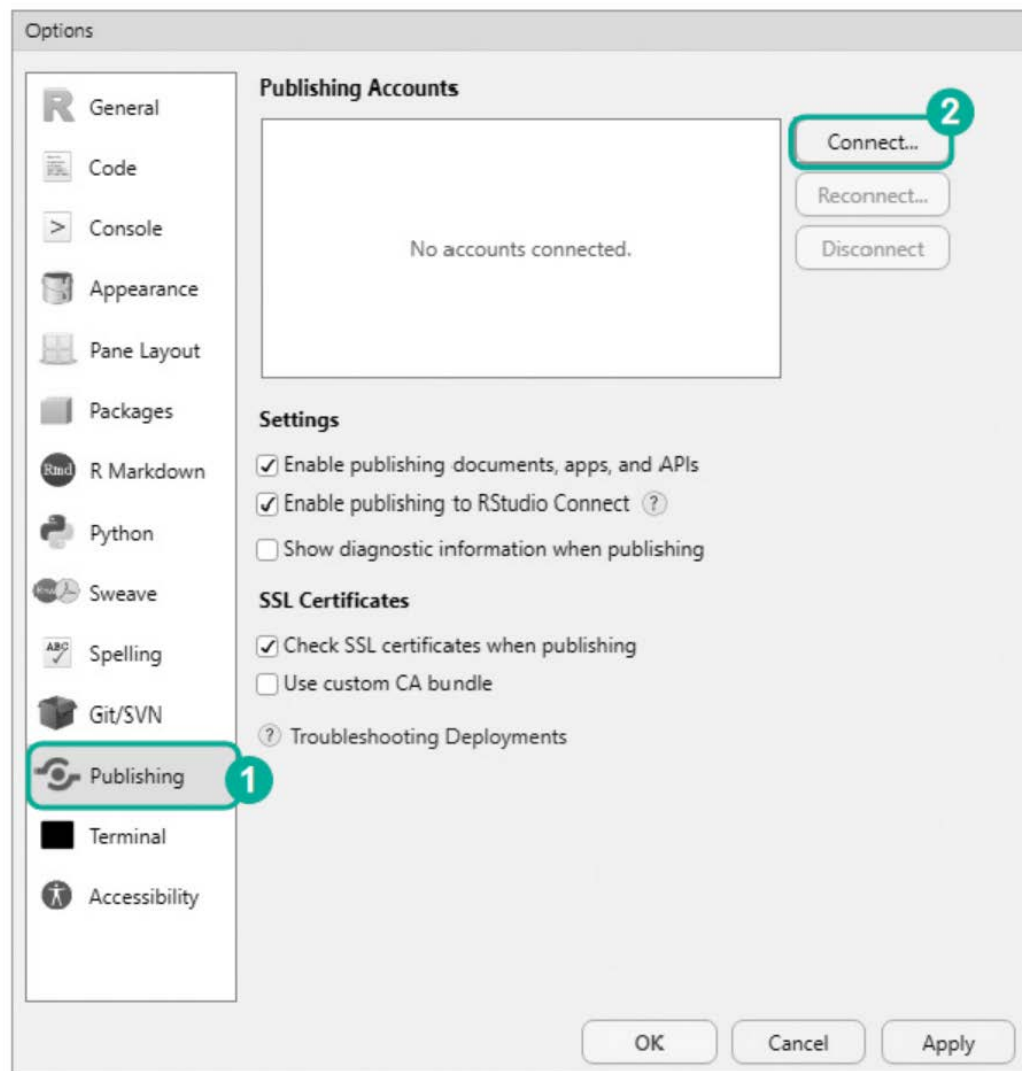 Options
R General
Code
> Console
Appearance
Pane Layout
Packages
Rmd R Markdown
Python
Sweave
ABC Spelling
Git/SVN
Publishing 1
Terminal
Accessibility
Publishing Accounts
No accounts connected.
2
Connect...
Reconnect...
Disconnect
Settings
Enable publishing documents, apps, and APIs
Enable publishing to RStudio Connect ?
Show diagnostic information when publishing
SSL Certificates
Check SSL certificates when publishing
Use custom CA bundle
? Troubleshooting Deployments
OK Cancel Apply